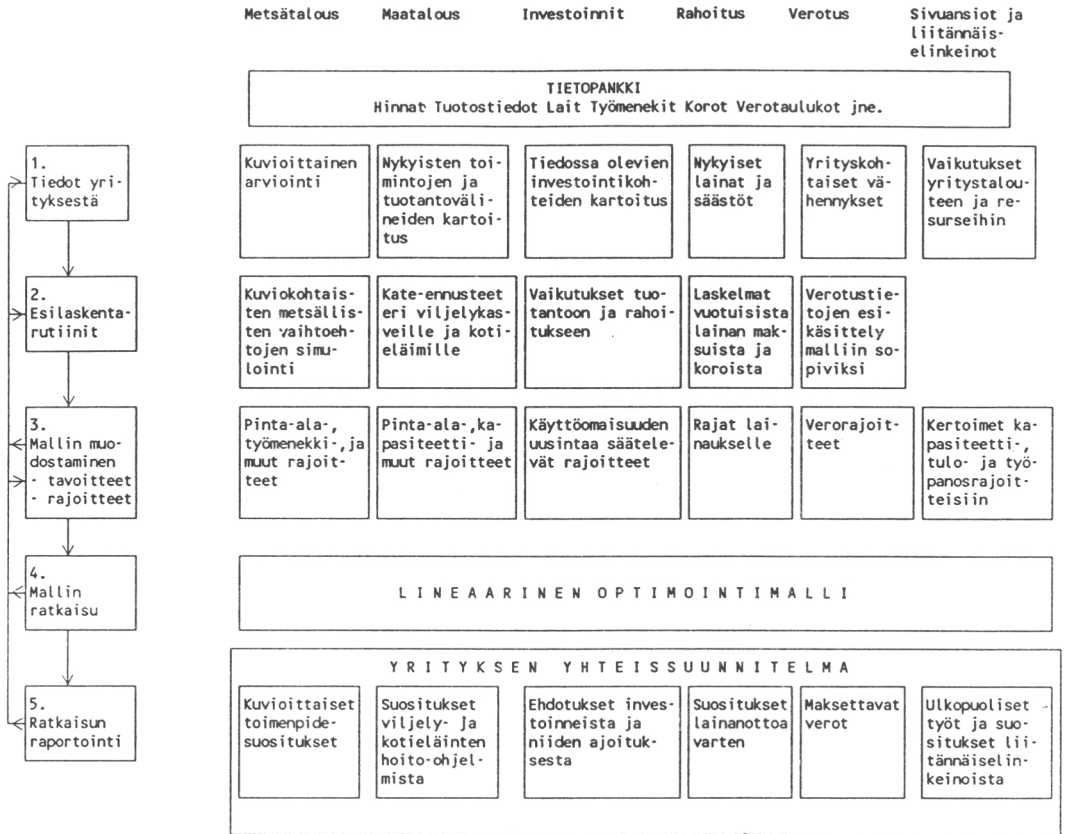 Metsätalous
Maatalous
Investoinnit
Rahoitus
Verotus
Sivuansiot ja
liitännäis-
elinkeinot
TIETOPANKKI
Hinnat Tuotostiedot Lait Työmenekit Korot Verotaulukot jne.
1.
Tiedot yri-
tyksestä
Kuvioittainen
arviointi
Nykyisten toi-
mintojen ja
tuotantoväli-
neiden kartoi-
tus
Tiedossa olevien
investointikoh-
teiden kartoitus
Nykyiset
lainat ja
säästöt
Yrityskoh-
taiset vä-
hennykset
Vaikutukset
yritystalou-
teen ja re-
surseihin
2.
Esilaskenta-
rutiinit
Kuviokohtais-
ten metsällis-
ten vaihtoeh-
tojen simu-
lointi
Kate-ennusteet
eri viljelykas-
veille ja koti-
eläimille
Vaikutukset tuo-
tantoon ja rahoi-
tukseen
Laskelmat
vuotuisista
lainan mak-
suista ja
koroista
Verotustie-
tojen esi-
käsittely
malliin so-
piviksi
3.
Mallin muo-
dostaminen
- tavoitteet
- rajoitteet
Pinta-ala-,
työmenekki-,ja
muut rajoit-
teet
Pinta-ala-,ka-
pasiteetti- ja
muut rajoitteet
Käyttöomaisuuden
uusintaa säätele-
vät rajoitteet
Rajat lai-
naukselle
Verorajoit-
teet
Kertoimet ka-
pasiteetti-,
tulo- ja työ-
panosrajoit-
teisiin
4.
Mallin
ratkaisu
LINEAARINEN OPTIMOINTIMALLI
YRITYKSEN YHTEISSUUNNITELMA
5.
Ratkaisun
raportointi
Kuvioittaiset
toimenpide-
suositukset
Suositukset
viljely- ja
kotieläinten
hoito-ohjel-
mista
Ehdotukset inves-
toinneista ja
niiden ajoituk-
sesta
Suositukset
lainanottoa
varten
Maksettavat
verot
Ulkopuoliset
työt ja suo-
situkset lii-
tännäiselin-
keinoista